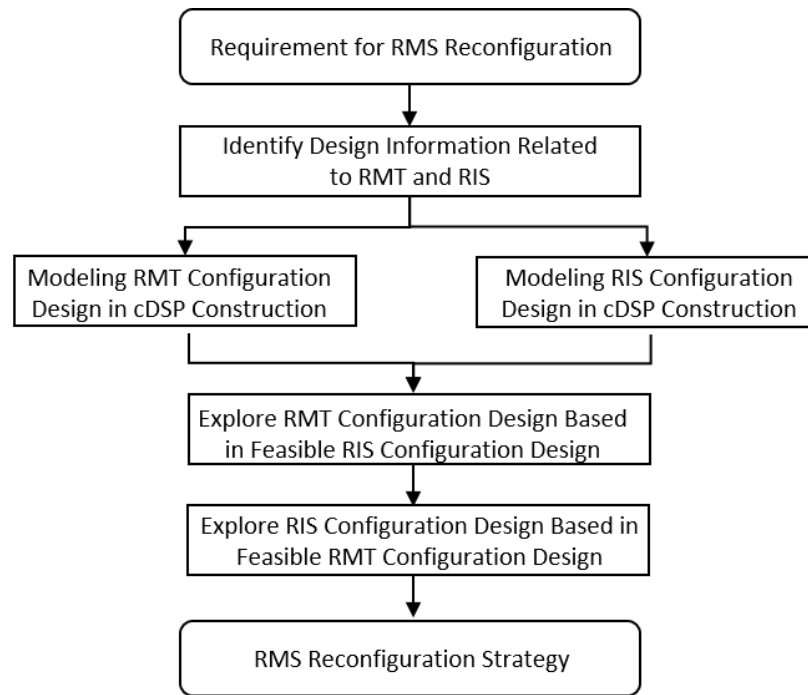 Requirement for RMS Reconfiguration
Identify Design Information Related
to RMT and RIS
Modeling RMT Configuration
Design in cDSP Construction
Modeling RIS Configuration
Design in cDSP Construction
Explore RMT Configuration Design Based
in Feasible RIS Configuration Design
Explore RIS Configuration Design Based in
Feasible RMT Configuration Design
RMS Reconfiguration Strategy